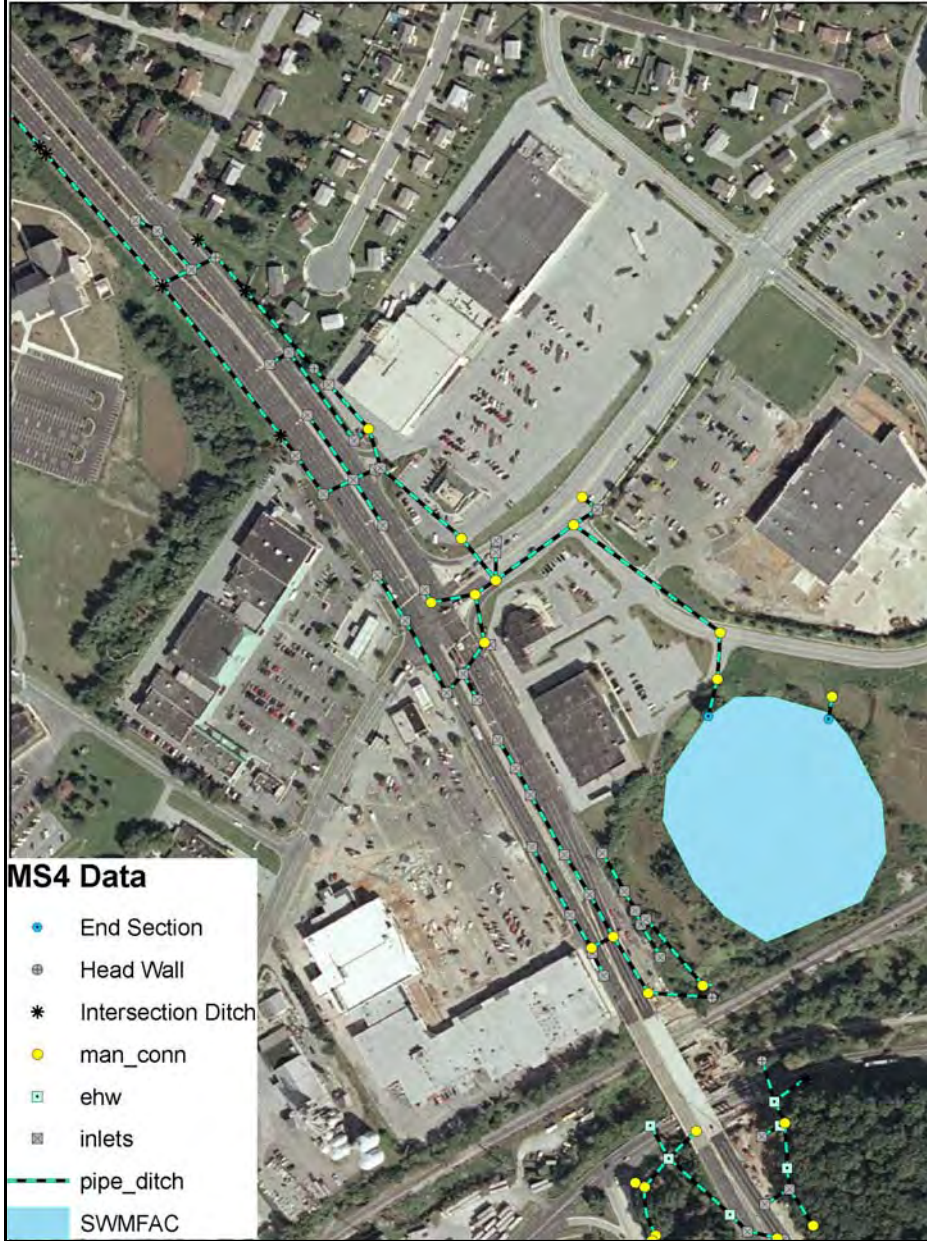 MS4 Data
End Section
Head Wall
Intersection Ditch
man_conn
ehw
inlets
pipe_ditch
SWMFAC